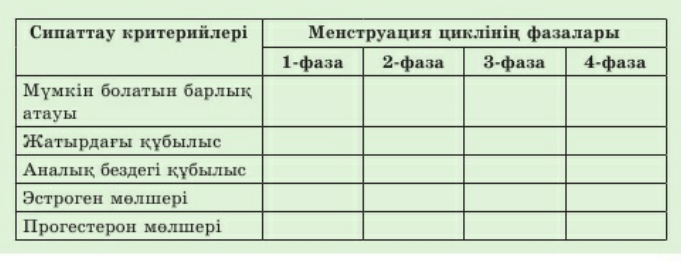 Сипаттау критерийлері
Менструация циклінің фазалары
1-фаза 2-фаза 3-фаза 4-фаза
Мүмкін болатын барлық
атауы
Жатырдағы құбылыс
Аналық бездегі құбылыс
Эстроген мөлшері
Прогестерон мөлшері